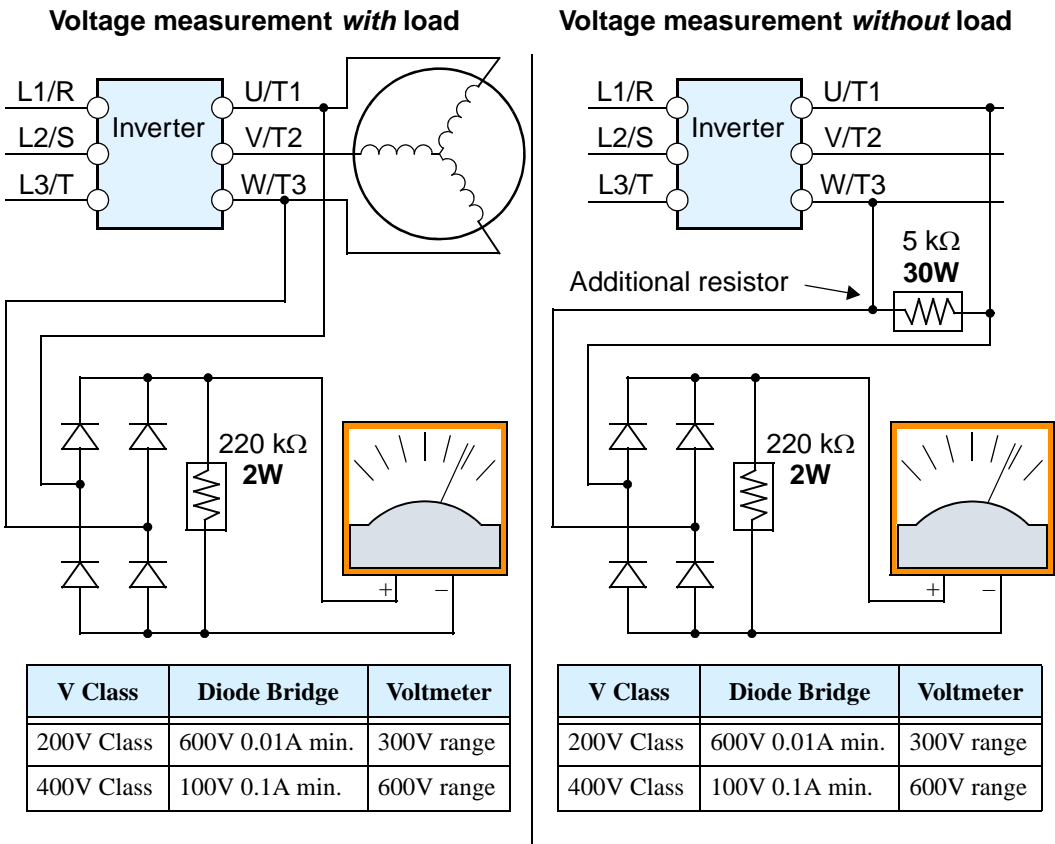 Voltage measurement with load
L1/R
L2/S
L3/T
Inverter
U/T1
V/T2
W/T3
220 kΩ
2W
+ −
V Class Diode Bridge Voltmeter
200V Class 600V 0.01A min. 300V range
400V Class 100V 0.1A min. 600V range
Voltage measurement without load
L1/R
L2/S
L3/T
Inverter
U/T1
V/T2
W/T3
5 kΩ
30W
Additional resistor
220 kΩ
2W
+ −
V Class Diode Bridge Voltmeter
200V Class 600V 0.01A min. 300V range
400V Class 100V 0.1A min. 600V range